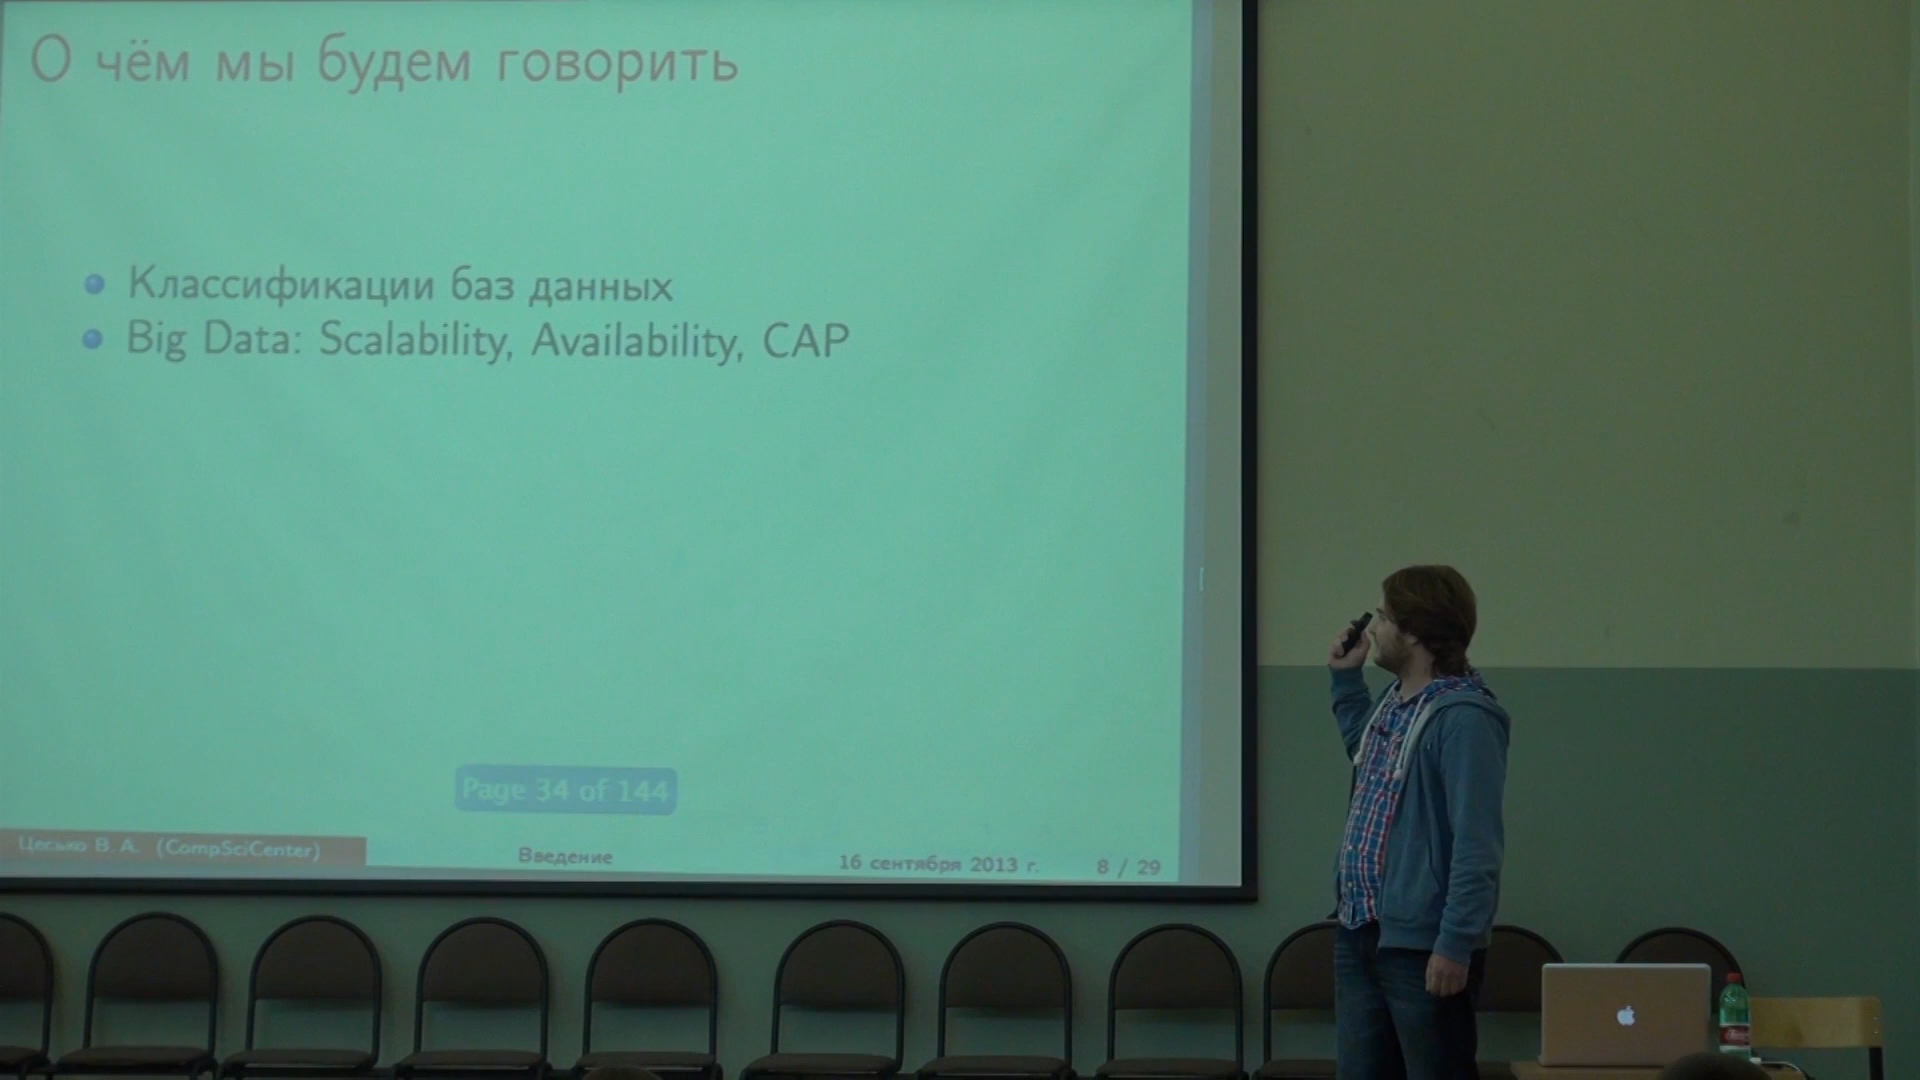 О чём мы будем говорить
Классификации баз данных
Big Data: Scalability, Availability, CAP
Page 34 of 144
Цесько В. А. (CompSciCenter)
Введение
16 сентября 2013 г.
8 / 29